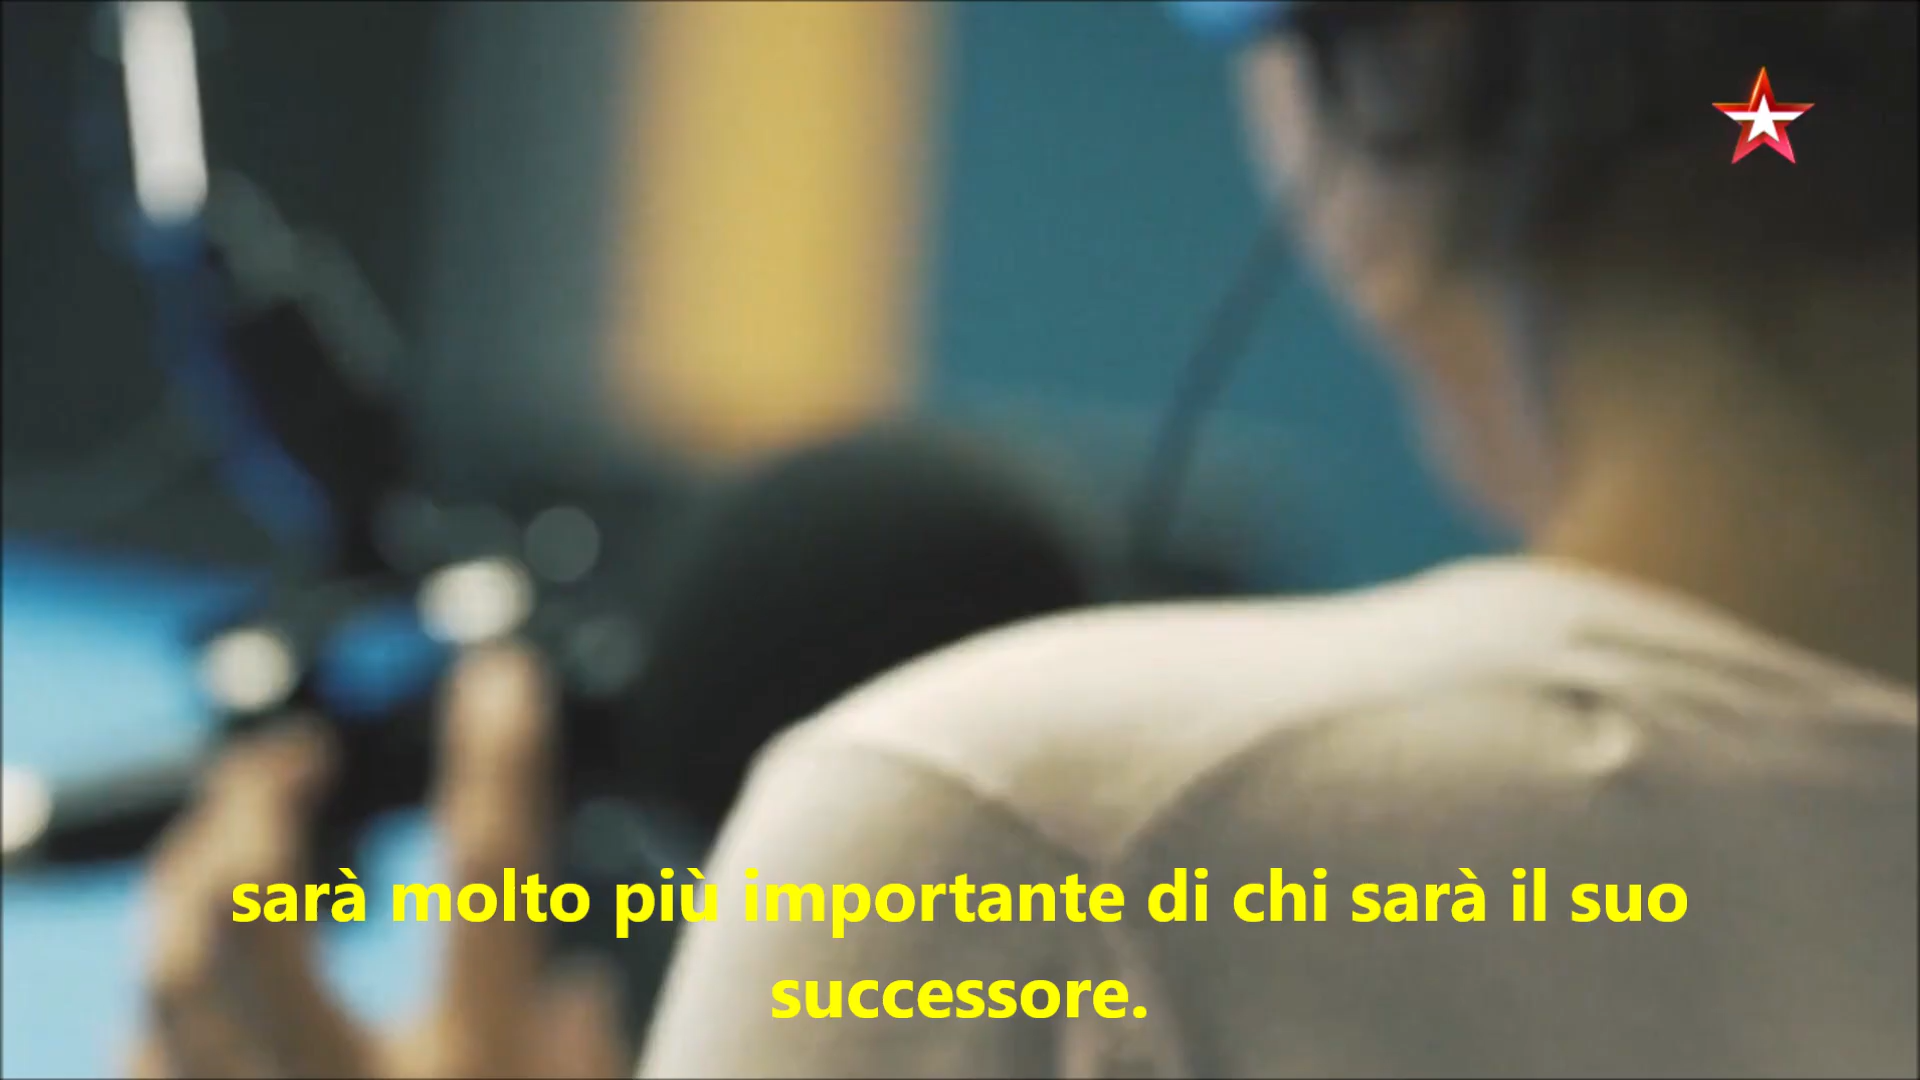 sarà molto più importante di chi sarà il suo
successore.